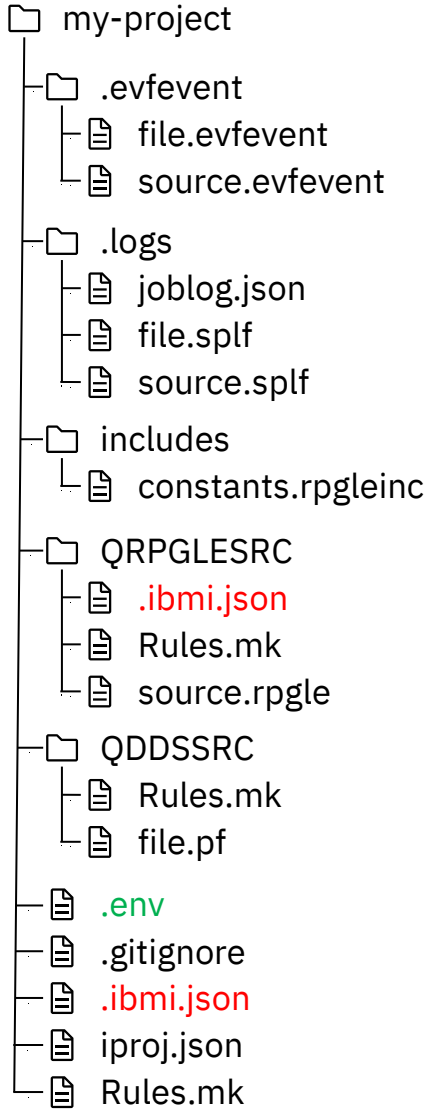 my-project
.evfevent
file.evfevent
source.evfevent
.logs
joblog.json
file.splf
source.splf
includes
constants.rpgleinc
QRPGLESRC
.ibmi.json
Rules.mk
source.rpgle
QDDSSRC
Rules.mk
file.pf
.env
.gitignore
.ibmi.json
iproj.json
Rules.mk